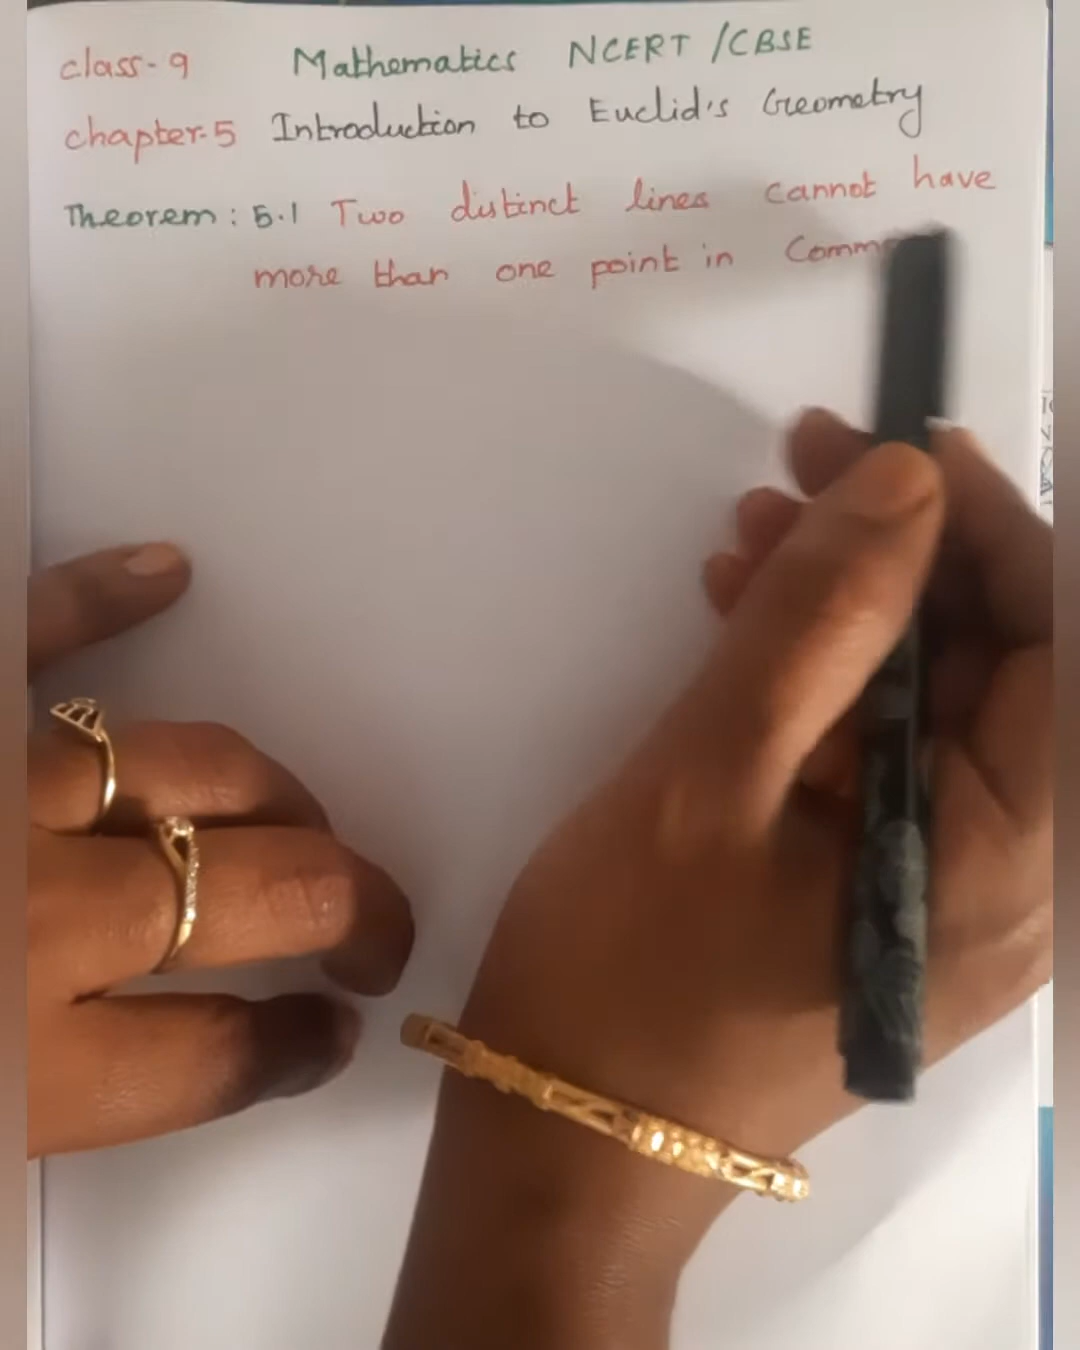 class-9 Mathematics NCERT /CBSE
chapter-5 Introduction to Euclid's Geometry
Theorem: 5.1 Two distinct lines cannot have
more than one point in